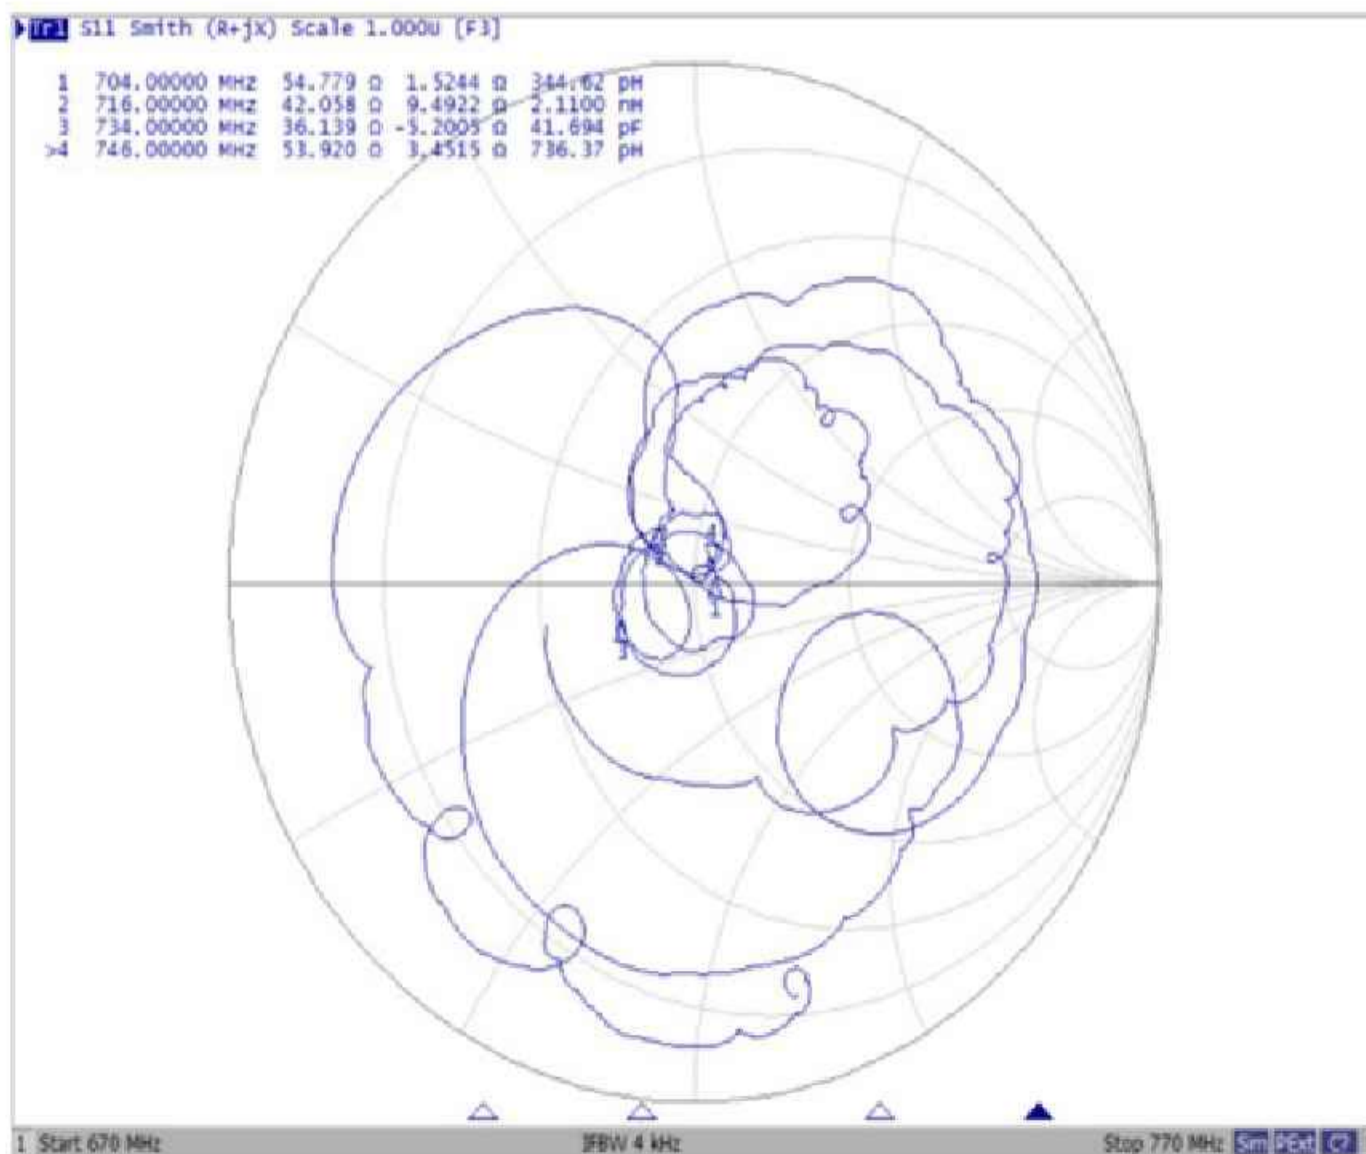 Tr1 S11 Smith (R+jX) Scale 1.000U [F3]
1 704.00000 MHz 54.779 Ω 1.5244 Ω 344.62 pH
2 716.00000 MHz 42.058 Ω 9.4922 Ω 2.1100 nH
3 734.00000 MHz 36.139 Ω -5.2005 Ω 41.694 pF
>4 746.00000 MHz 53.920 Ω 3.4515 Ω 736.37 pH
1 Start 670 MHz IFBW 4 kHz Stop 770 MHz Sim PExt C?